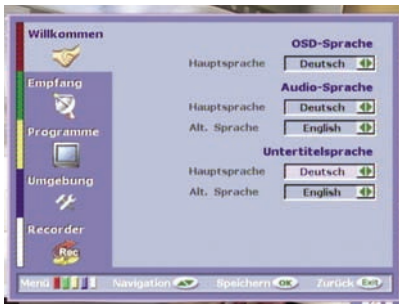 Willkommen
Empfang
Programme
Umgebung
Recorder
Rec
OSD-Sprache
Hauptsprache Deutsch
Audio-Sprache
Hauptsprache Deutsch
Alt. Sprache English
Untertitelsprache
Hauptsprache Deutsch
Alt. Sprache English
Menü Navigation Speichern OK Zurück Exit